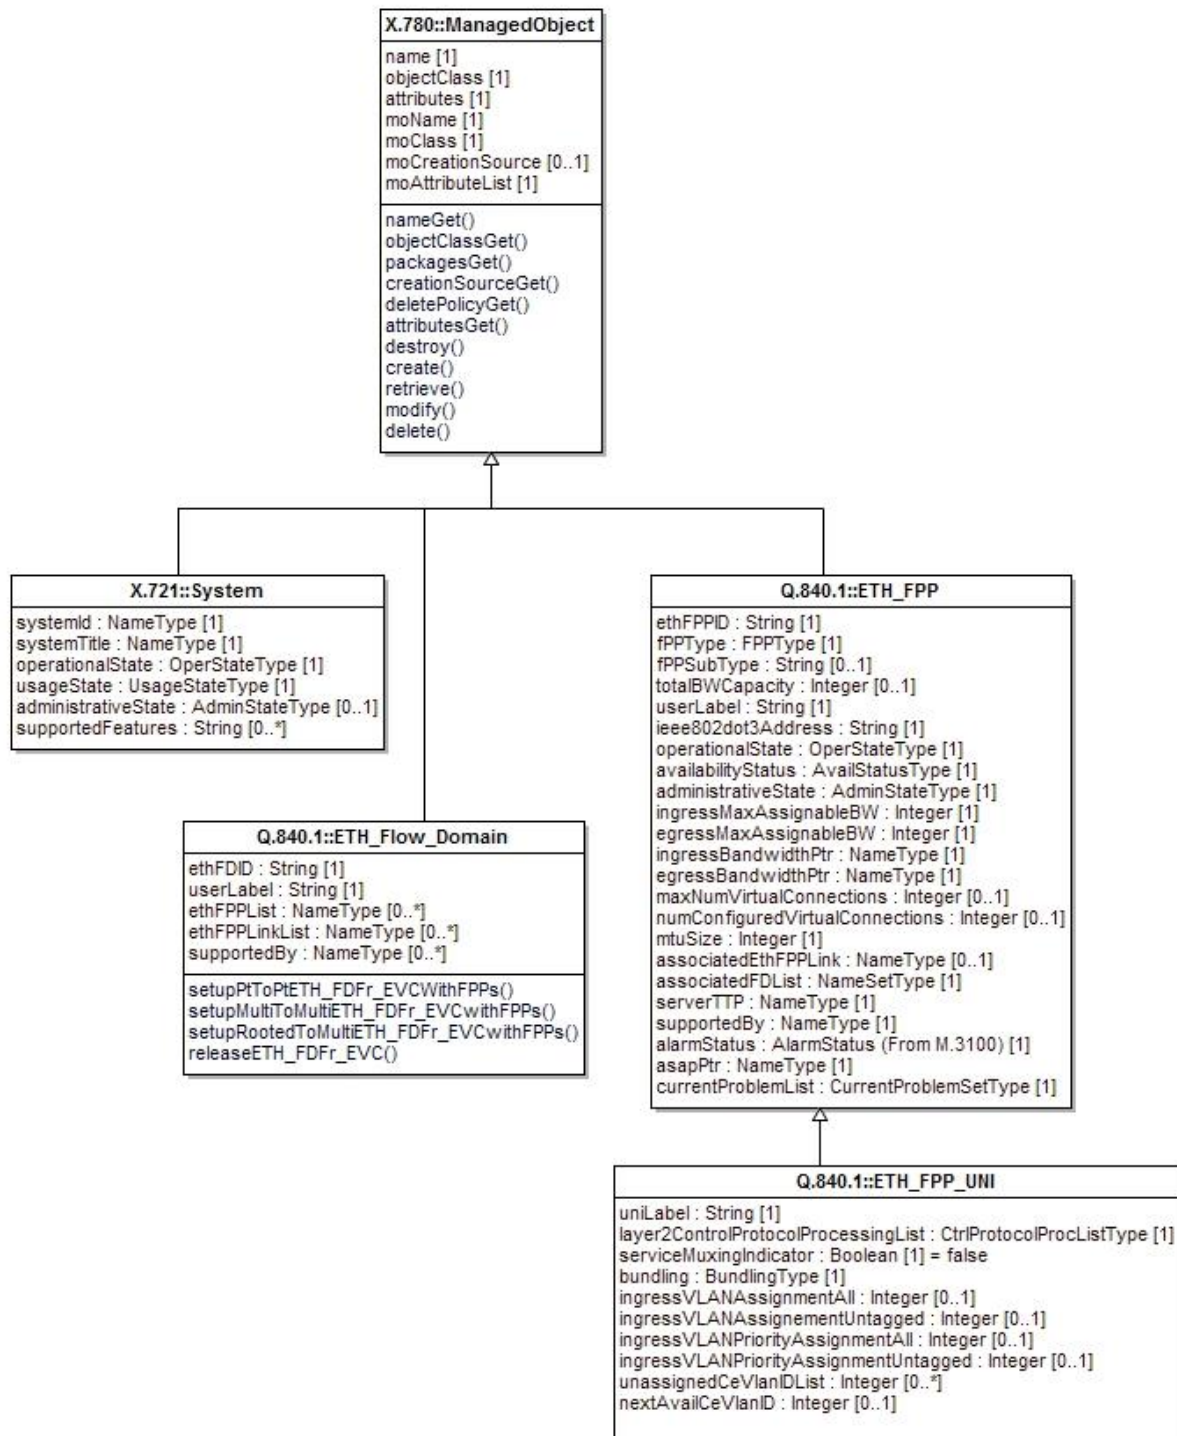 X.780::ManagedObject
name [1]
objectClass [1]
attributes [1]
moName [1]
moClass [1]
moCreationSource [0..1]
moAttributeList [1]
nameGet()
objectClassGet()
packagesGet()
creationSourceGet()
deletePolicyGet()
attributesGet()
destroy()
create()
retrieve()
modify()
delete()
X.721::System
systemId : NameType [1]
systemTitle : NameType [1]
operationalState : OperStateType [1]
usageState : UsageStateType [1]
administrativeState : AdminStateType [0..1]
supportedFeatures : String [0..*]
Q.840.1::ETH_Flow_Domain
ethFDID : String [1]
userLabel : String [1]
ethFPPList : NameType [0..*]
ethFPPLinkList : NameType [0..*]
supportedBy : NameType [0..*]
setupPtToPtETH_FDFr_EVCWithFPPs()
setupMultiToMultiETH_FDFr_EVCwithFPPs()
setupRootedToMultiETH_FDFr_EVCwithFPPs()
releaseETH_FDFr_EVC()
Q.840.1::ETH_FPP
ethFPPID : String [1]
fPPType : FPPType [1]
fPPSubType : String [0..1]
totalBWCapacity : Integer [0..1]
userLabel : String [1]
ieee802dot3Address : String [1]
operationalState : OperStateType [1]
availabilityStatus : AvailStatusType [1]
administrativeState : AdminStateType [1]
ingressMaxAssignableBW : Integer [1]
egressMaxAssignableBW : Integer [1]
ingressBandwidthPtr : NameType [1]
egressBandwidthPtr : NameType [1]
maxNumVirtualConnections : Integer [0..1]
numConfiguredVirtualConnections : Integer [0..1]
mtuSize : Integer [1]
associatedEthFPPLink : NameType [0..1]
associatedFDList : NameSetType [1]
serverTTP : NameType [1]
supportedBy : NameType [1]
alarmStatus : AlarmStatus (From M.3100) [1]
asapPtr : NameType [1]
currentProblemList : CurrentProblemSetType [1]
Q.840.1::ETH_FPP_UNI
uniLabel : String [1]
layer2ControlProtocolProcessingList : CtrlProtocolProcListType [1]
serviceMuxingIndicator : Boolean [1] = false
bundling : BundlingType [1]
ingressVLANAssignmentAll : Integer [0..1]
ingressVLANAssignementUntagged : Integer [0..1]
ingressVLANPriorityAssignmentAll : Integer [0..1]
ingressVLANPriorityAssignmentUntagged : Integer [0..1]
unassignedCeVlanIDList : Integer [0..*]
nextAvailCeVlanID : Integer [0..1]